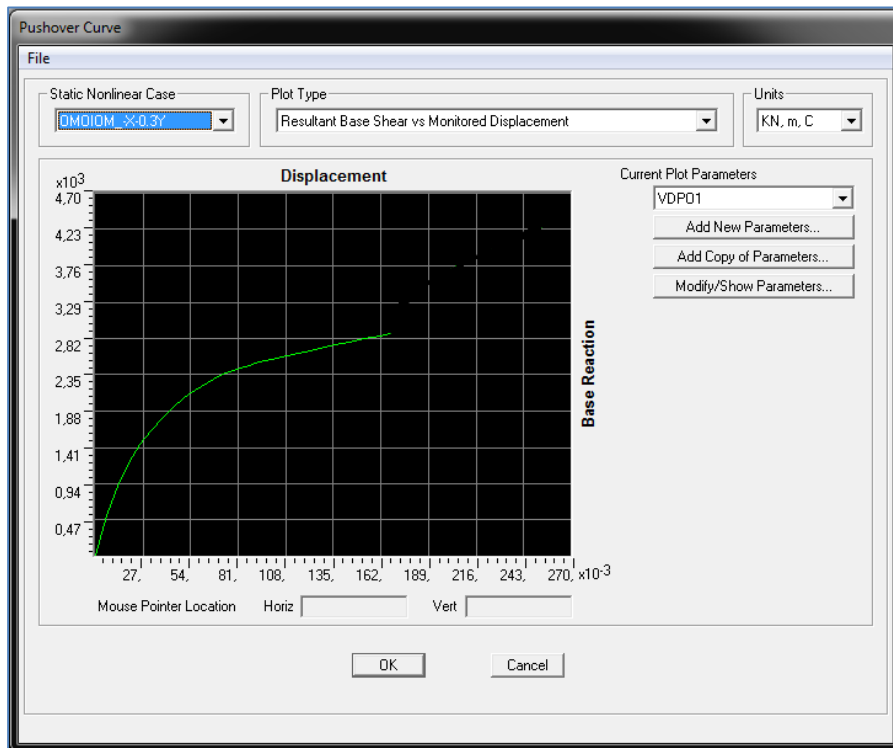 Pushover Curve
File
Static Nonlinear Case
OMOIOM_-X-0.3Y
Plot Type
Resultant Base Shear vs Monitored Displacement
Units
KN, m, C
Displacement
x10 3
4,70
4,23
3,76
3,29
2,82
2,35
1,88
1,41
0,94
0,47
27, 54, 81, 108, 135, 162, 189, 216, 243, 270, x10 -3
Base Reaction
Mouse Pointer Location Horiz Vert
Current Plot Parameters
VDPO1
Add New Parameters...
Add Copy of Parameters...
Modify/Show Parameters...
OK Cancel